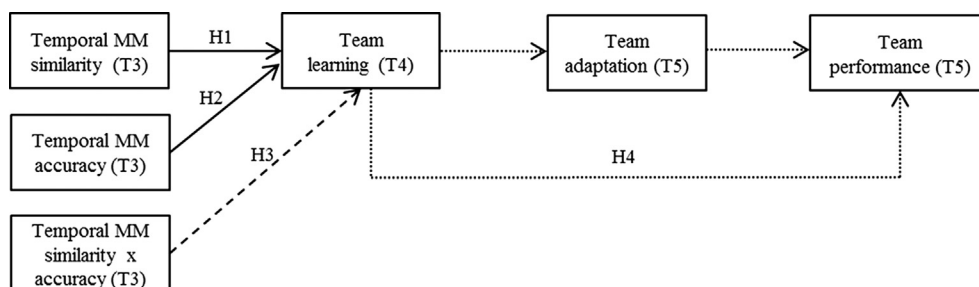 Temporal MM
similarity (T3)
H1
Team
learning (T4)
Team
adaptation (T5)
Team
performance (T5)
H2
Temporal MM
accuracy (T3)
H3
H4
Temporal MM
similarity x
accuracy (T3)